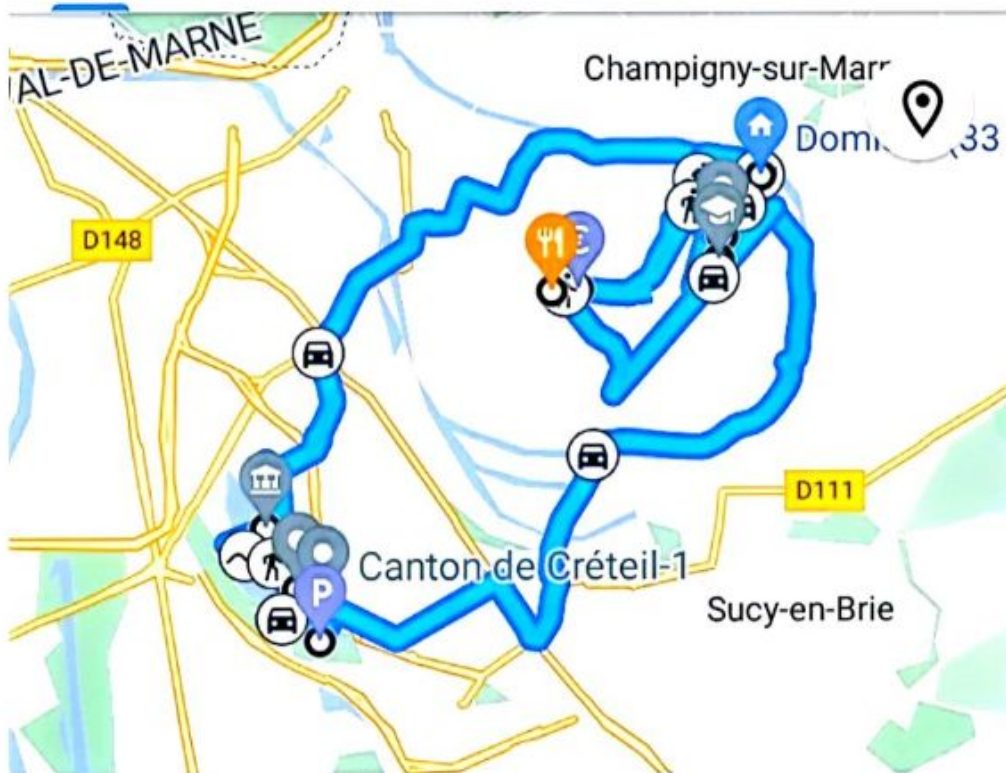 AL-DE-MARNE
Champigny-sur-Marr
Domi
33
D148
P
D111
Canton de Créteil-1
Sucy-en-Brie